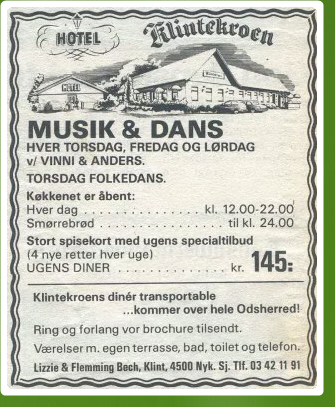 HOTEL Klintekroen
HOTEL
MUSIK & DANS
HVER TORSDAG, FREDAG OG LØRDAG
v/ VINNI & ANDERS.
TORSDAG FOLKEDANS.
Køkkenet er åbent:
Hver dag . . . . . . . . . . . . . . . kl. 12.00-22.00
Smørrebrød . . . . . . . . . . . . . til kl. 24.00
Stort spisekort med ugens specialtilbud
(4 nye retter hver uge)
UGENS DINER . . . . . . . . . . . . . kr. 145:
Klintekroens dinér transportable
...kommer over hele Odsherred!
Ring og forlang vor brochure tilsendt.
Værelser m. egen terrasse, bad, toilet og telefon.
Lizzie & Flemming Bech, Klint, 4500 Nyk. Sj. Tlf. 03 42 11 91